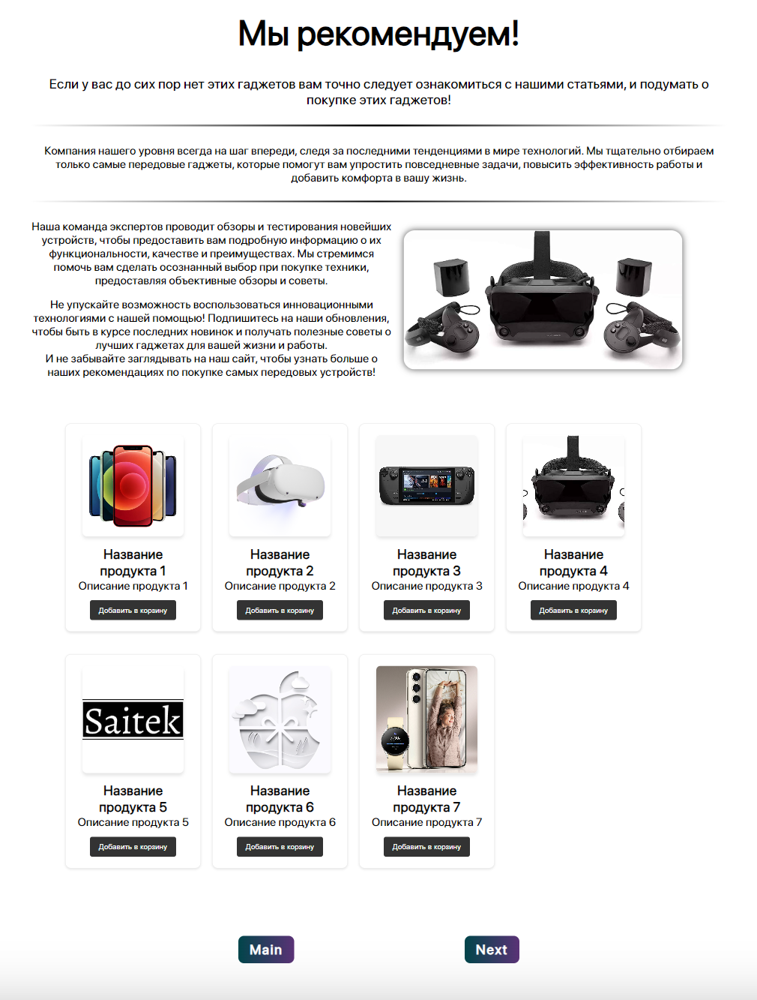 Мы рекомендуем!
Если у вас до сих пор нет этих гаджетов вам точно следует ознакомиться с нашими статьями, и подумать о
покупке этих гаджетов!
Компания нашего уровня всегда на шаг впереди, следя за последними тенденциями в мире технологий. Мы тщательно отбираем
только самые передовые гаджеты, которые помогут вам упростить повседневные задачи, повысить эффективность работы и
добавить комфорта в вашу жизнь.
Наша команда экспертов проводит обзоры и тестирования новейших
устройств, чтобы предоставить вам подробную информацию о их
функциональности, качестве и преимуществах. Мы стремимся
помочь вам сделать осознанный выбор при покупке техники,
предоставляя объективные обзоры и советы.
Не упускайте возможность воспользоваться инновационными
технологиями с нашей помощью! Подпишитесь на наши обновления,
чтобы быть в курсе последних новинок и получать полезные советы о
лучших гаджетах для вашей жизни и работы.
И не забывайте заглядывать на наш сайт, чтобы узнать больше о
наших рекомендациях по покупке самых передовых устройств!
Название
продукта 1
Описание продукта 1
Добавить в корзину
Название
продукта 2
Описание продукта 2
Добавить в корзину
Название
продукта 3
Описание продукта 3
Добавить в корзину
Название
продукта 4
Описание продукта 4
Добавить в корзину
Saitek
Название
продукта 5
Описание продукта 5
Добавить в корзину
Название
продукта 6
Описание продукта 6
Добавить в корзину
Название
продукта 7
Описание продукта 7
Добавить в корзину
Main
Next